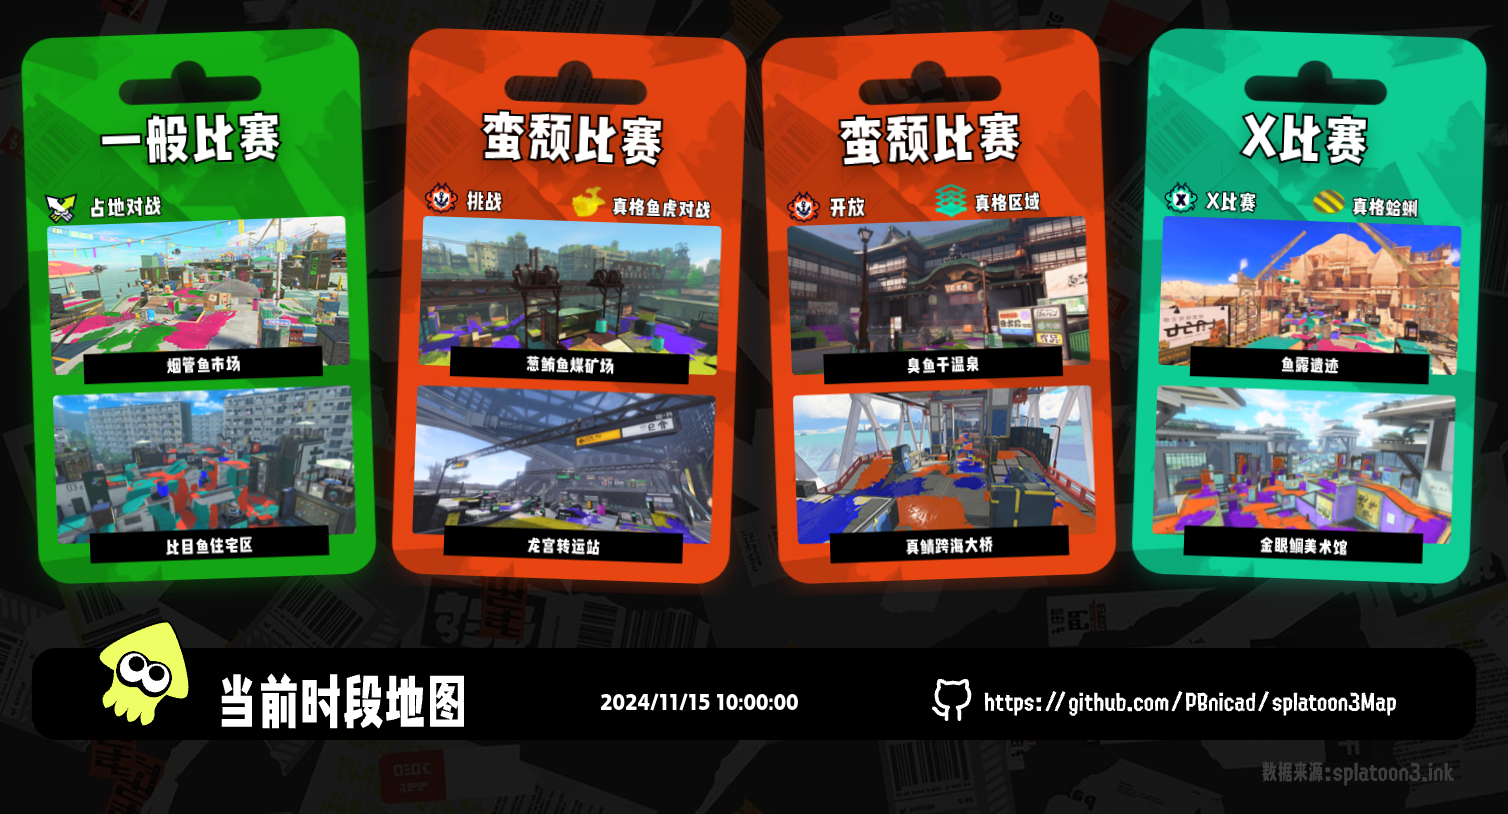 一般比赛
占地对战
烟管鱼市场
比目鱼住宅区
蛮颓比赛
挑战
真格鱼虎对战
葱鲔鱼煤矿场
龙宫转运站
蛮颓比赛
开放
真格区域
臭鱼干温泉
真鲭跨海大桥
X比赛
X比赛
真格蛤蜊
鱼露遗迹
金眼鲷美术馆
当前时段地图
2024/11/15 10:00:00
https://github.com/PBnicad/splatoon3Map
数据来源:splatoon3.ink